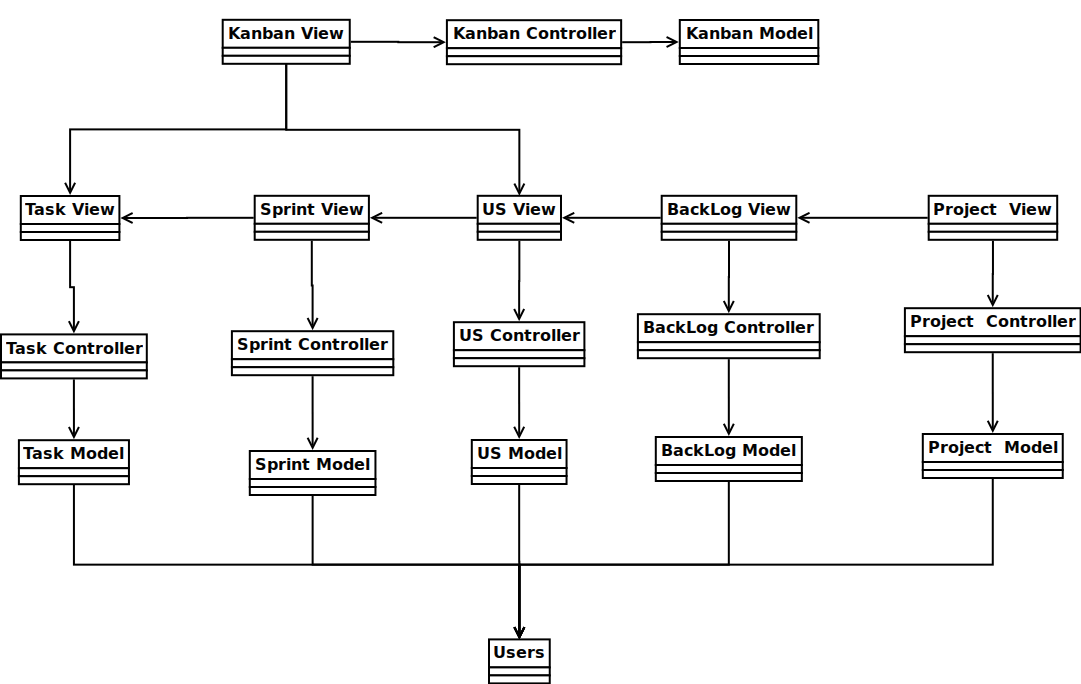 Kanban View
Kanban Controller
Kanban Model
Task View
Sprint View
US View
BackLog View
Project View
Task Controller
Sprint Controller
US Controller
BackLog Controller
Project Controller
Task Model
Sprint Model
US Model
BackLog Model
Project Model
Users